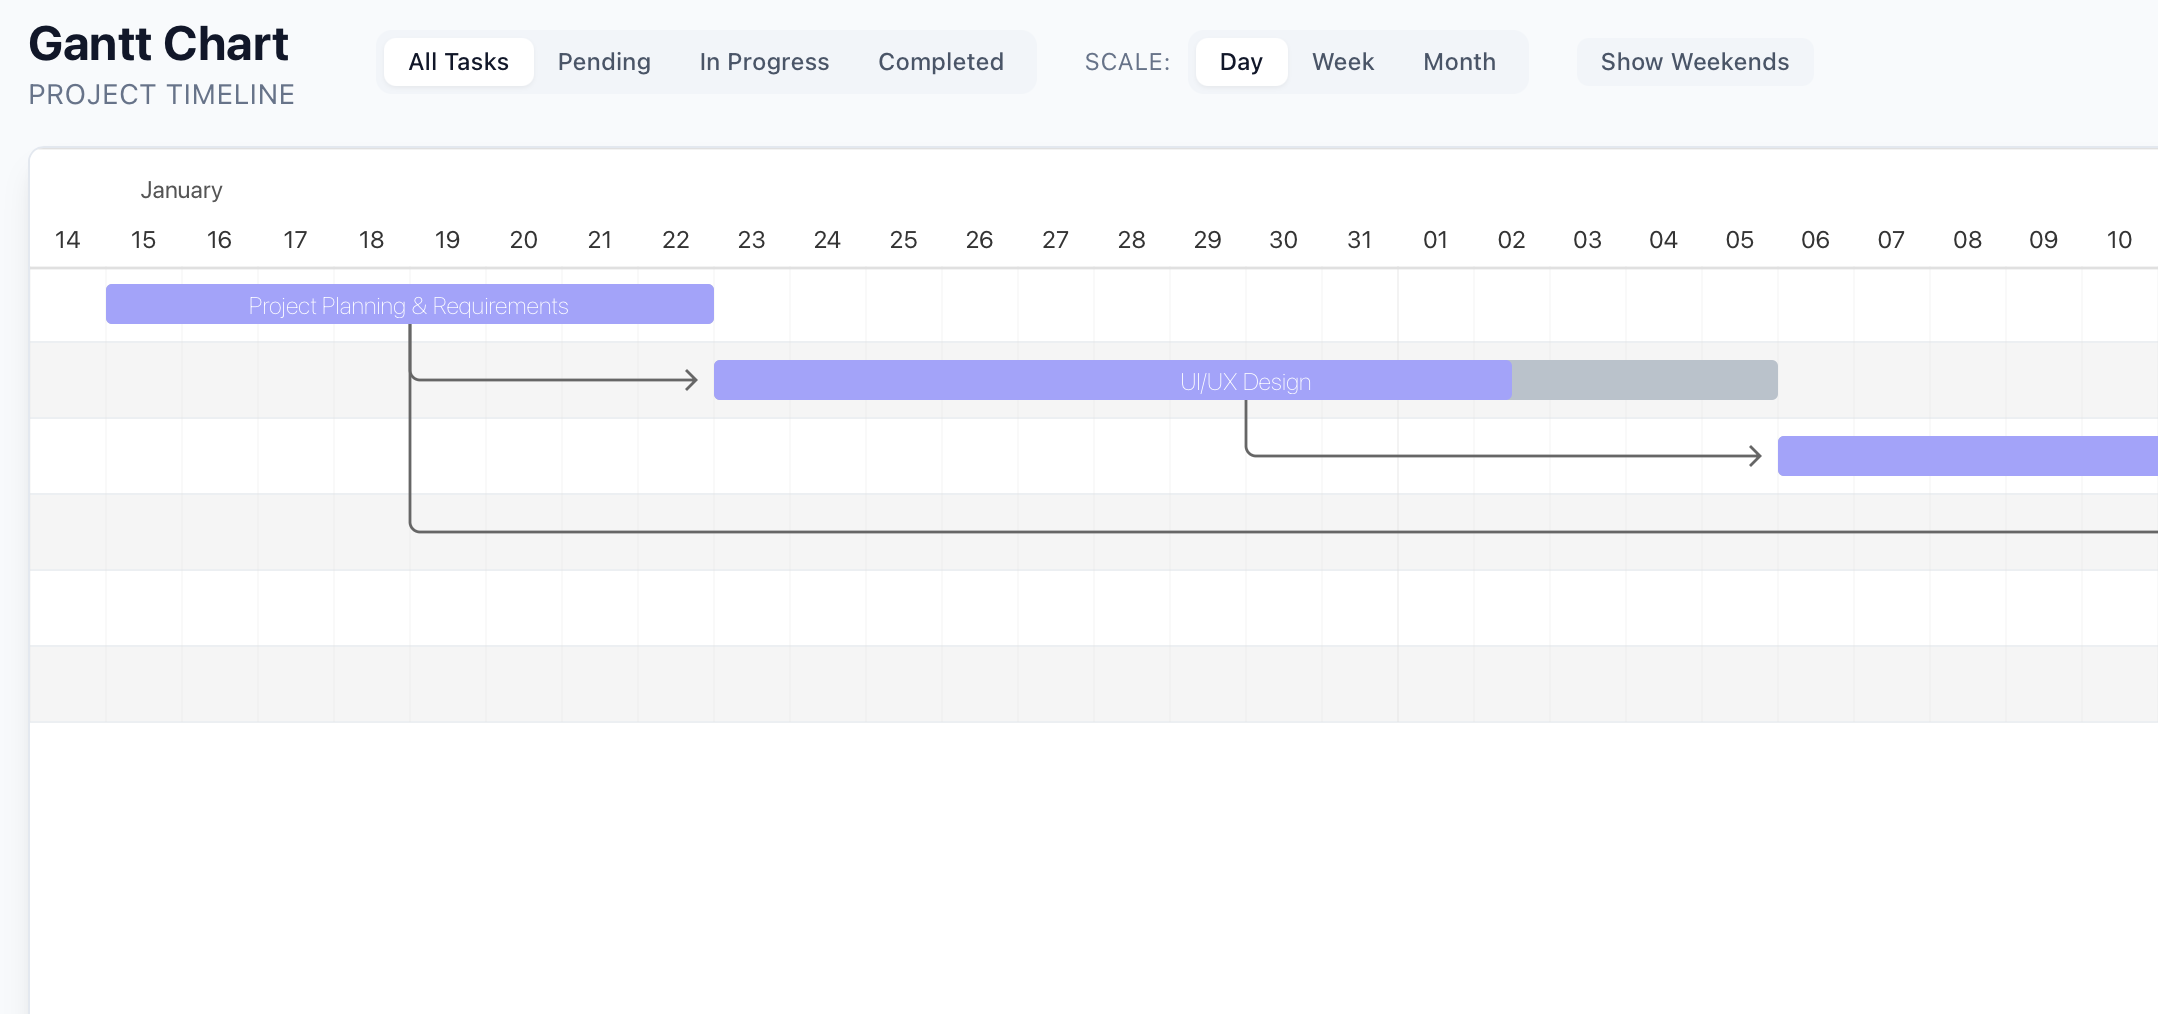 Gantt Chart
PROJECT TIMELINE
All Tasks Pending In Progress Completed SCALE: Day Week Month Show Weekends
January
14 15 16 17 18 19 20 21 22 23 24 25 26 27 28 29 30 31 01 02 03 04 05 06 07 08 09 10
Project Planning & Requirements
UI/UX Design